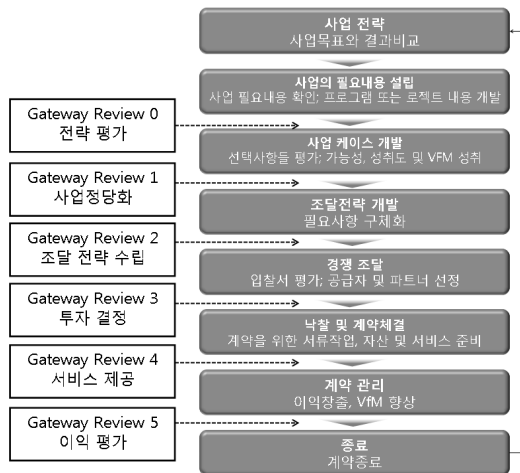 사업 전략
사업목표와 결과비교
사업의 필요내용 설립
사업 필요내용 확인; 프로그램 또는 로젝트 내용 개발
Gateway Review 0
전략 평가
사업 케이스 개발
선택사항들 평가; 가능성, 성취도 및 VFM 성취
Gateway Review 1
사업정당화
조달전략 개발
필요사항 구체화
Gateway Review 2
조달 전략 수립
경쟁 조달
입찰서 평가; 공급자 및 파트너 선정
Gateway Review 3
투자 결정
낙찰 및 계약체결
계약을 위한 서류작업, 자산 및 서비스 준비
Gateway Review 4
서비스 제공
계약 관리
이익창출, VfM 향상
Gateway Review 5
이익 평가
종료
계약종료